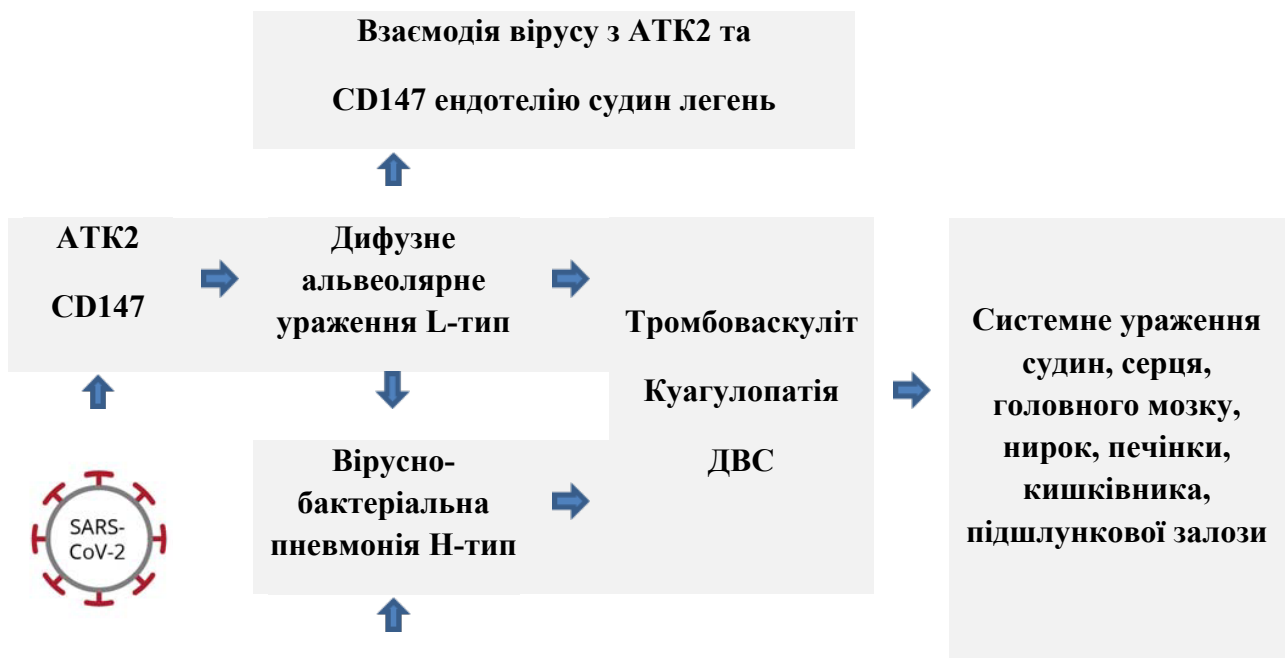 Взаємодія вірусу з АТК2 та
CD147 ендотелію судин легень
АТК2
CD147
Дифузне
альвеолярне
ураження L-тип
Тромбоваскуліт
Куагулопатія
ДВС
Системне ураження
судин, серця,
головного мозку,
нирок, печінки,
кишківника,
підшлункової залози
SARS-
CoV-2
Вірусно-
бактеріальна
пневмонія Н-тип